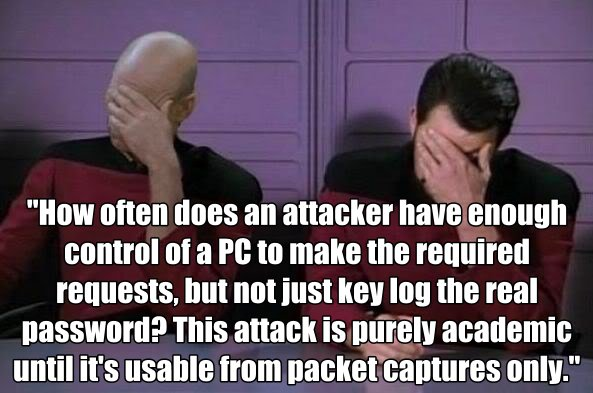 "How often does an attacker have enough
control of a PC to make the required
requests, but not just key log the real
password? This attack is purely academic
until it's usable from packet captures only."